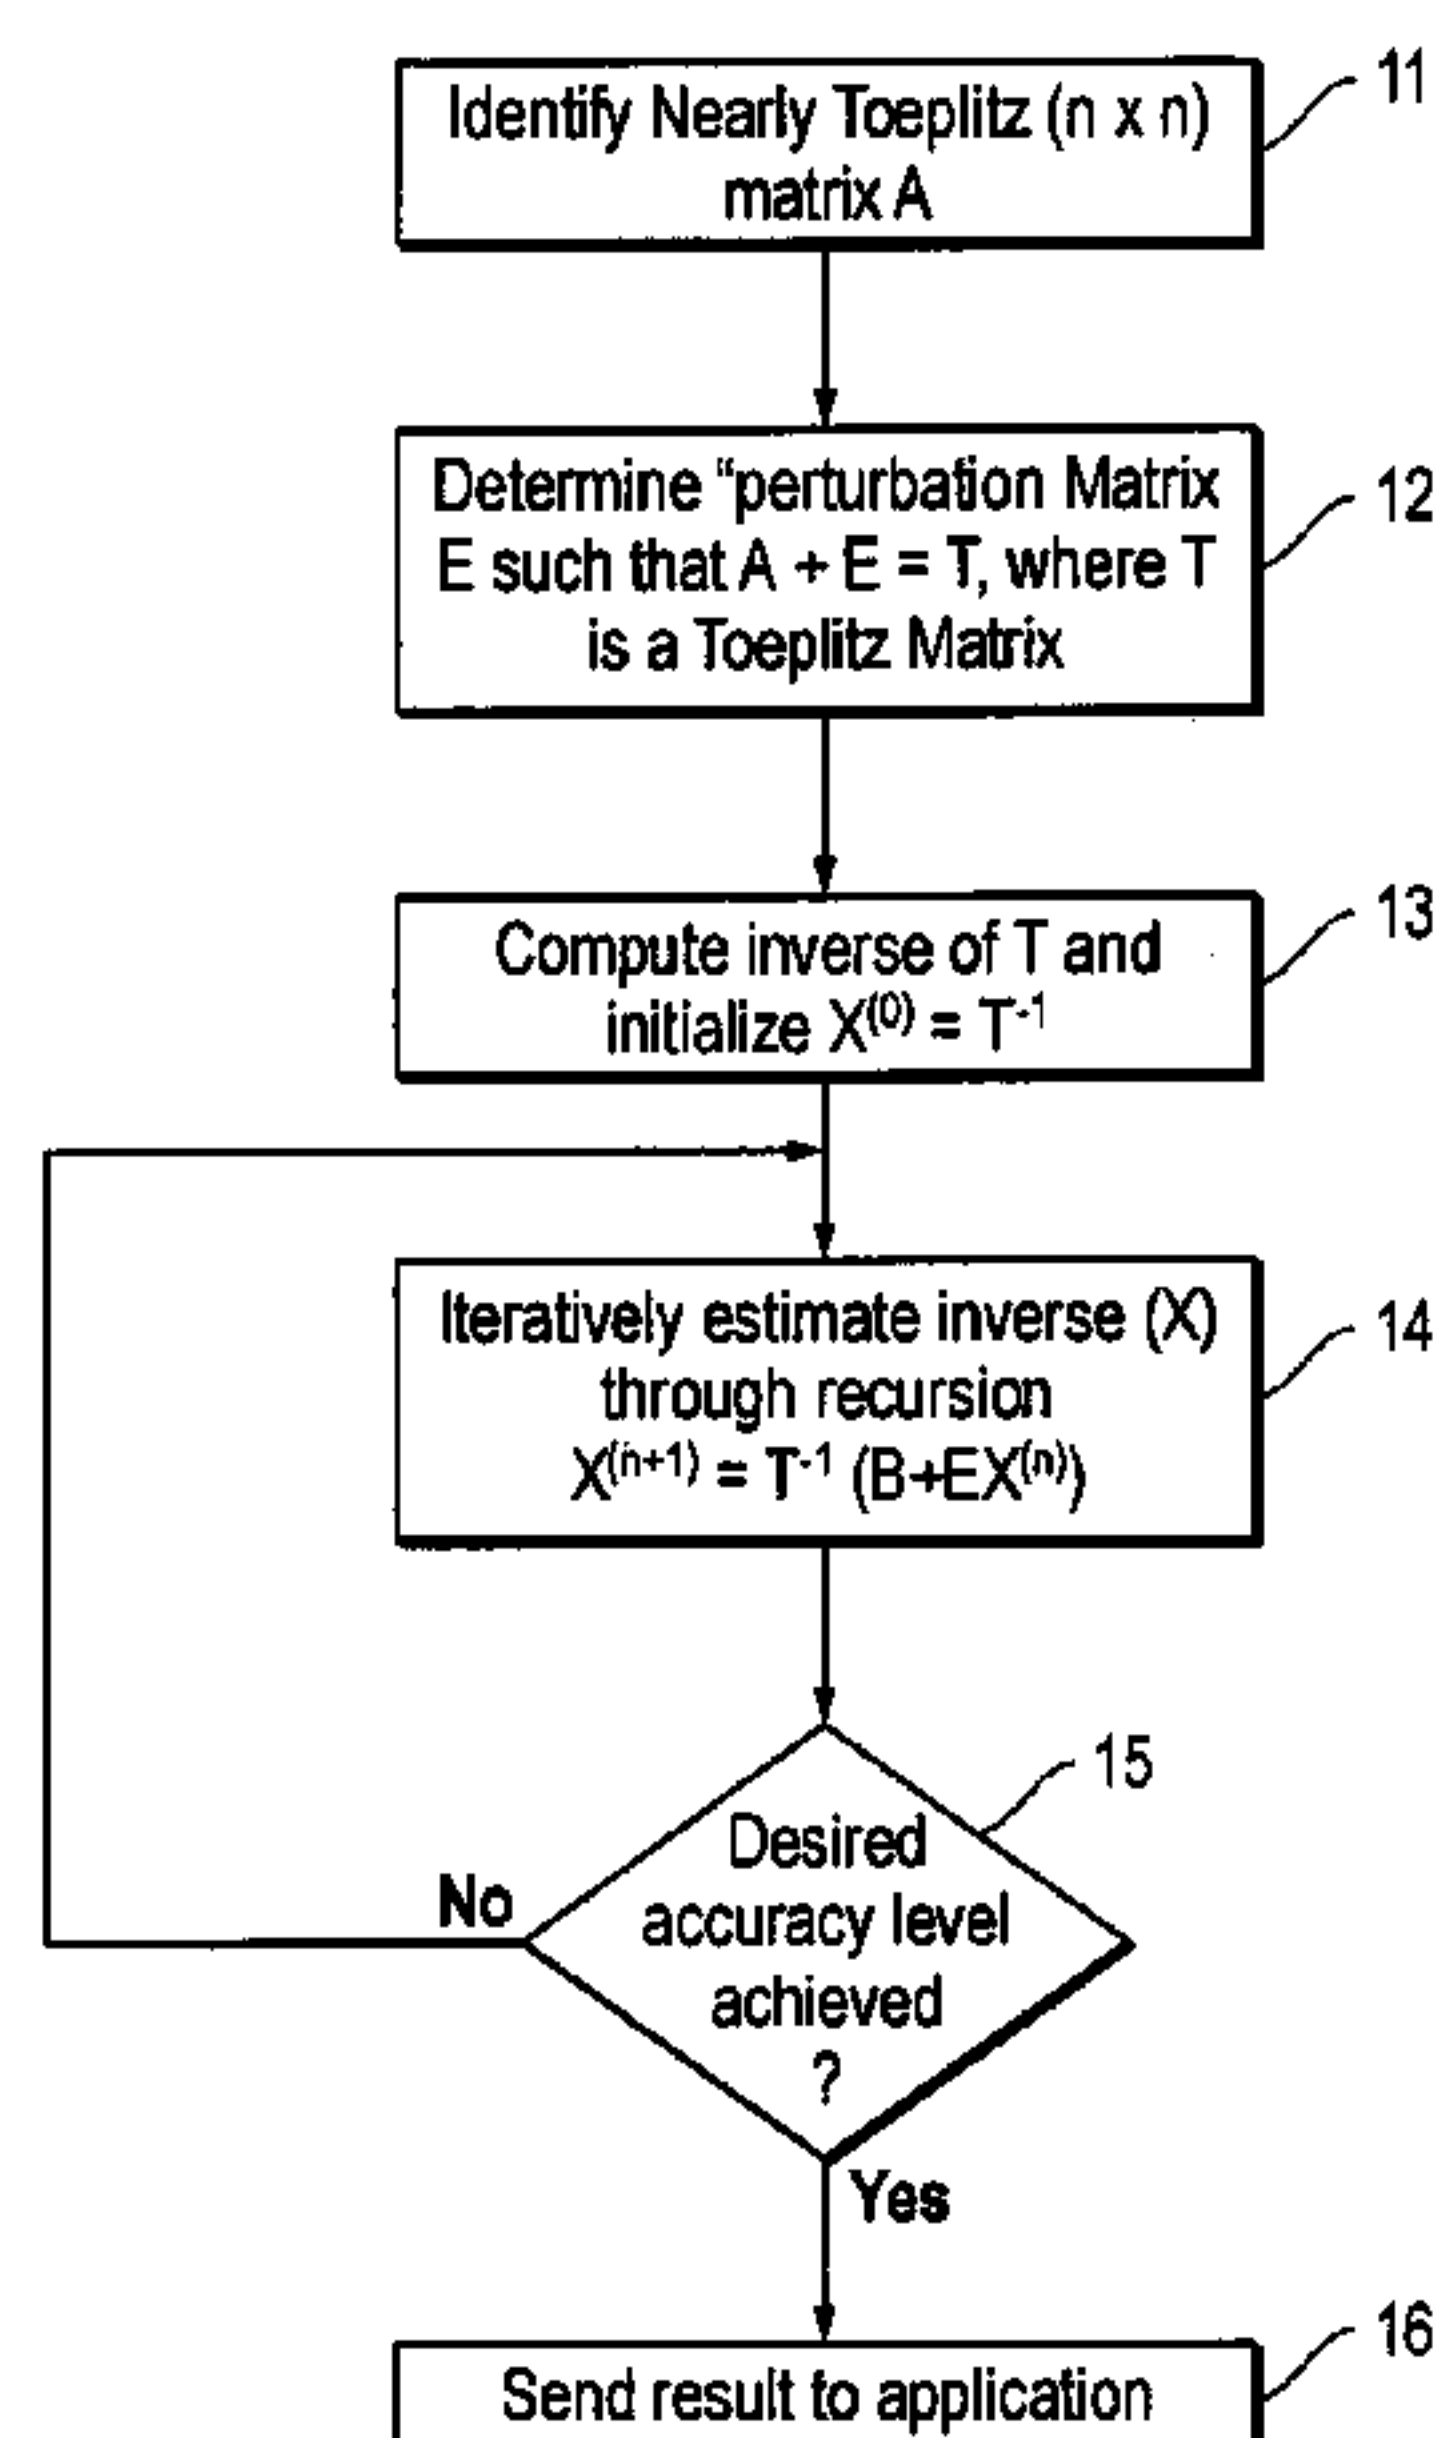 Identify Nearly Toeplitz (n x n)
matrix A
11
Determine “perturbation Matrix
E such that A + E = T, where T
is a Toeplitz Matrix
12
Compute inverse of T and
initialize X⁽⁰⁾ = T⁻¹
13
Iteratively estimate inverse (X)
through recursion
X⁽ⁿ⁺¹⁾ = T⁻¹ (B+EX⁽ⁿ⁾)
14
Desired
accuracy level
achieved
?
15
No
Yes
Send result to application
16